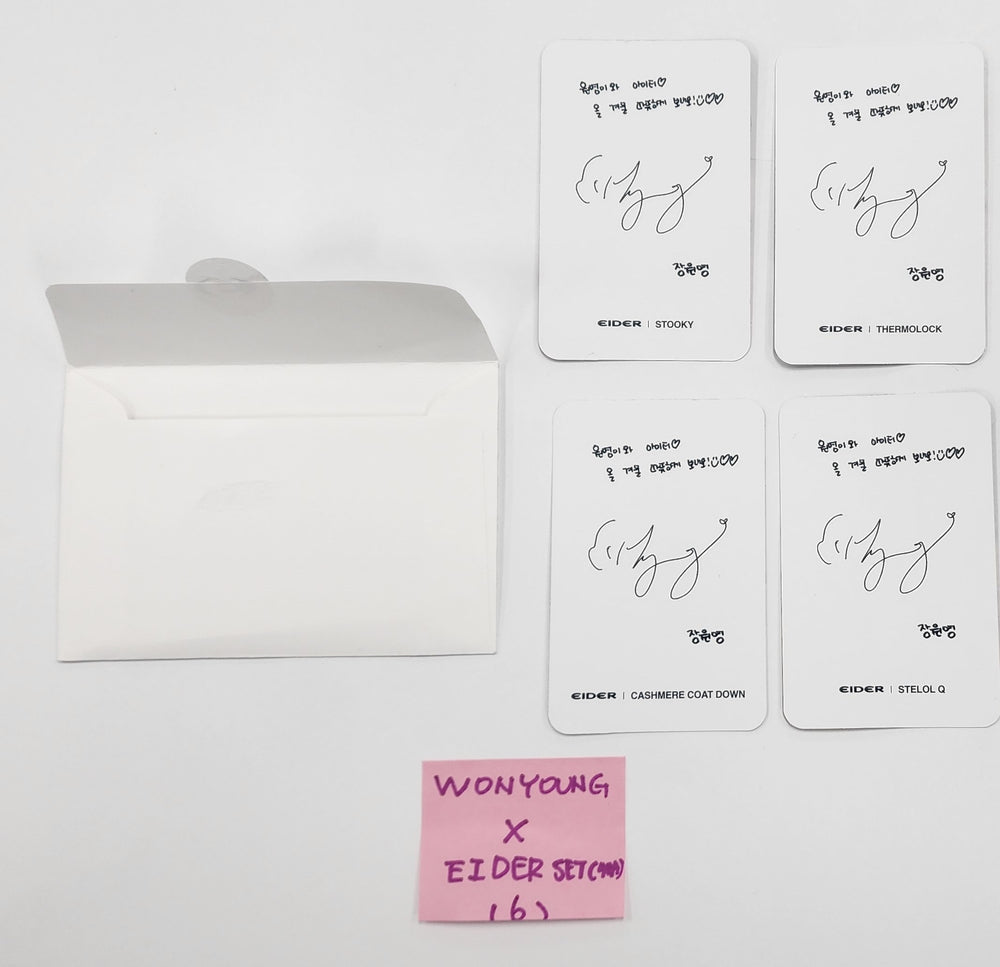 원영이와 아이더♡
올 겨울 따뜻하게 보내요!☺♡♡
장원영
EIDER | STOOKY
원영이와 아이더♡
올 겨울 따뜻하게 보내요!☺♡♡
장원영
EIDER | THERMOLOCK
원영이와 아이더♡
올 겨울 따뜻하게 보내요!☺♡♡
장원영
EIDER | CASHMERE COAT DOWN
원영이와 아이더♡
올 겨울 따뜻하게 보내요!☺♡♡
장원영
EIDER | STELOL Q
WONYOUNG
X
EIDER SET
(6)